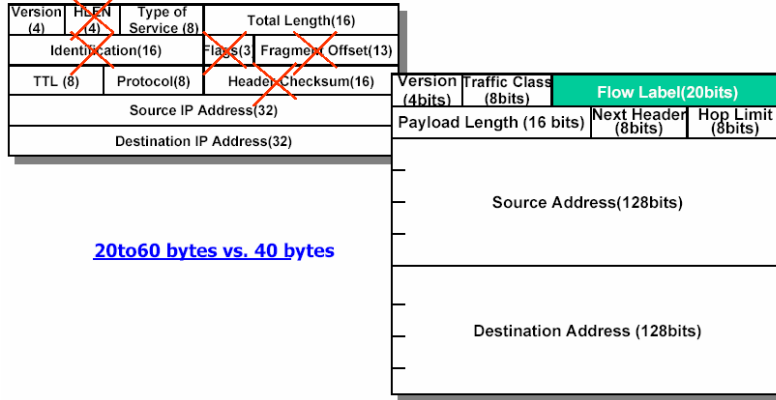 Version HLEN Type of Total Length(16)
(4) (4) Service (8)
Identification(16) Flags(3 Fragment Offset(13)
TTL (8) Protocol(8) Header Checksum(16)
Source IP Address(32)
Destination IP Address(32)
Version Traffic Class Flow Label(20bits)
(4bits) (8bits)
Payload Length (16 bits) Next Header Hop Limit
(8bits) (8bits)
Source Address(128bits)
20to60 bytes vs. 40 bytes
Destination Address (128bits)